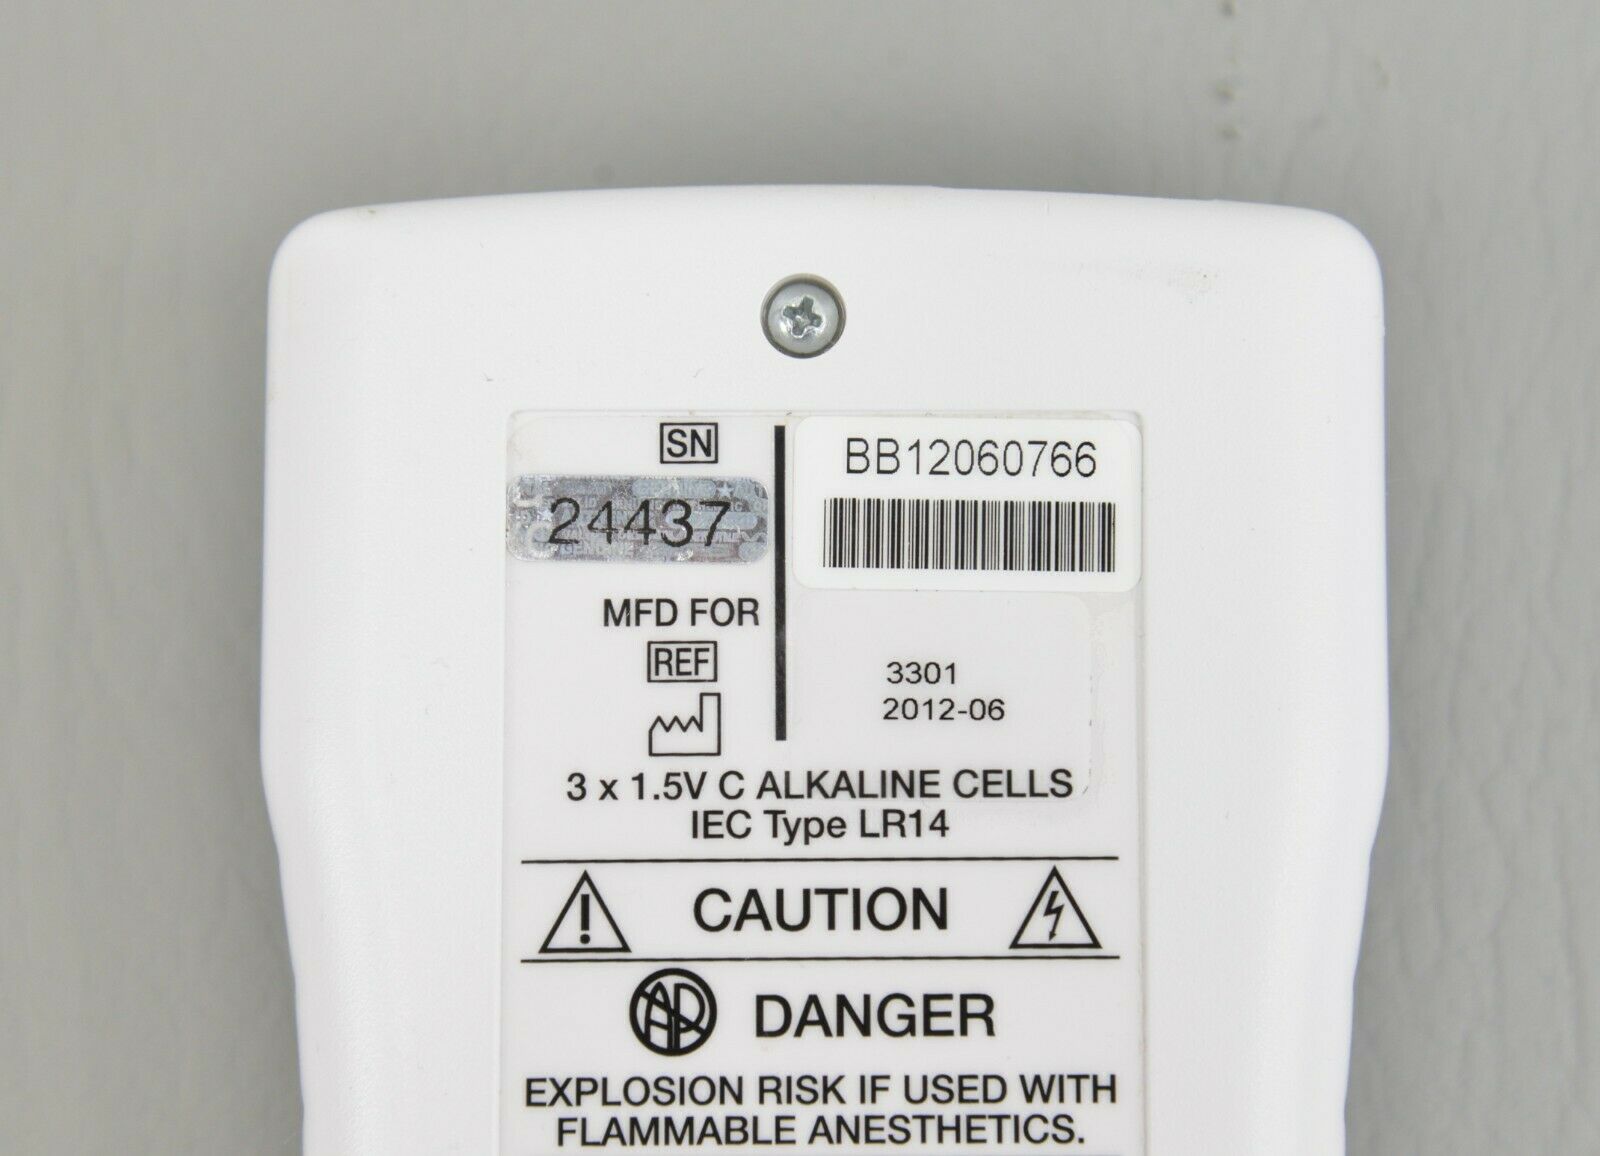 SN
BB12060766
24437
MFD FOR
REF
3301
2012-06
3 x 1.5V C ALKALINE CELLS
IEC Type LR14
CAUTION
AP
DANGER
EXPLOSION RISK IF USED WITH
FLAMMABLE ANESTHETICS.